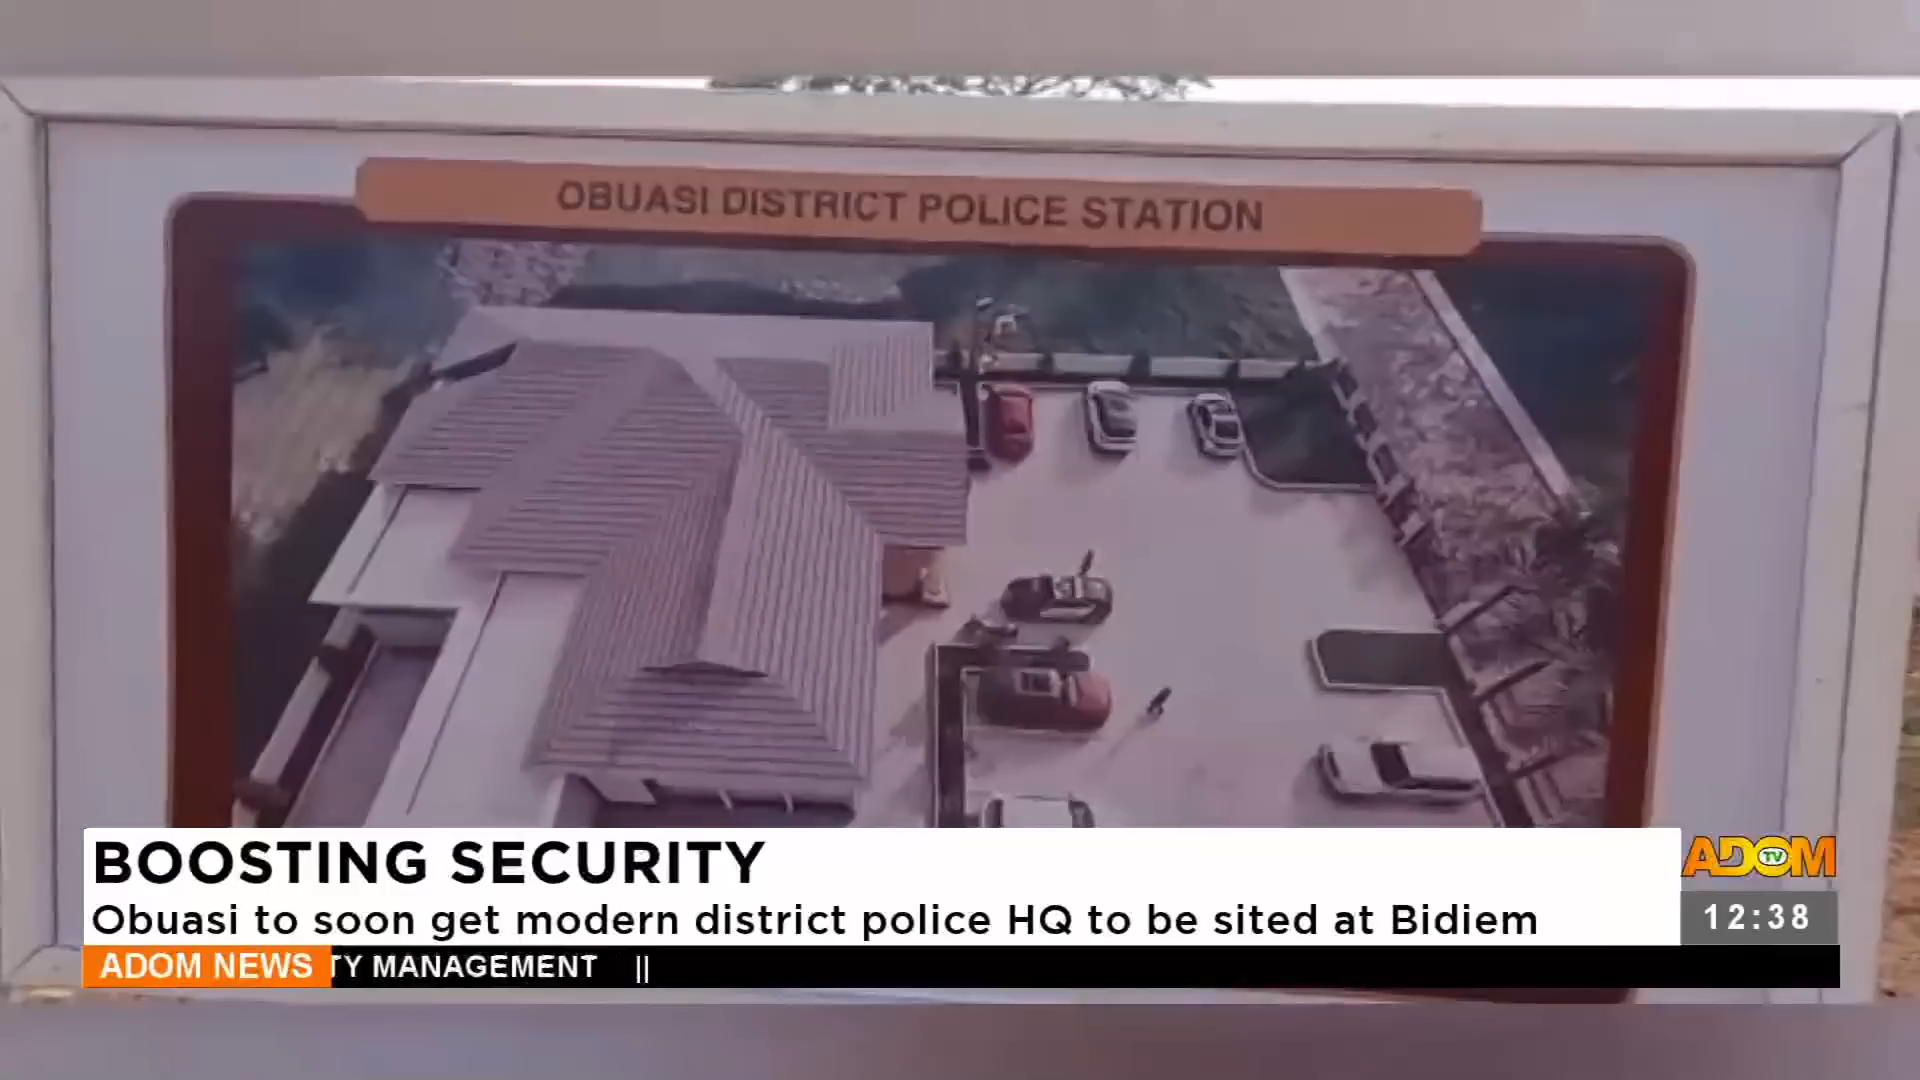 OBUASI DISTRICT POLICE STATION
BOOSTING SECURITY
Obuasi to soon get modern district police HQ to be sited at Bidiem
ADOM TV
12:38
ADOM NEWS
TY MANAGEMENT ||